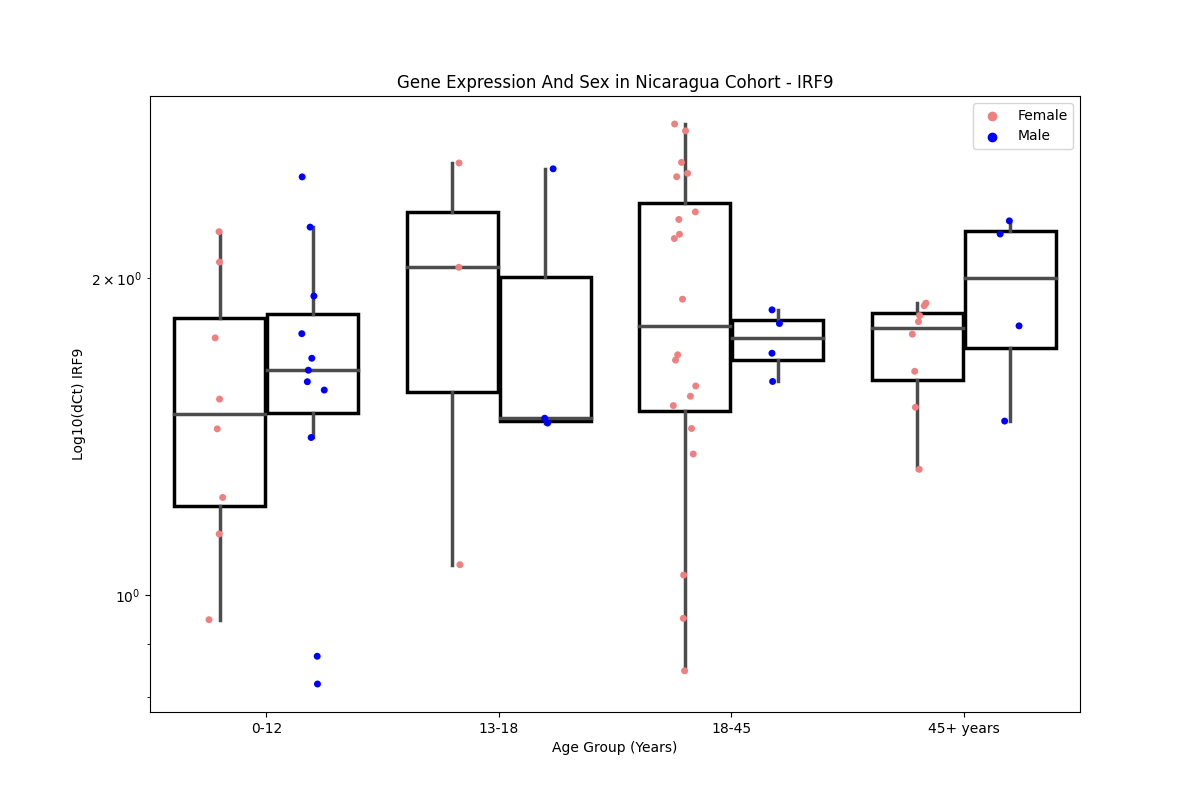 Gene Expression And Sex in Nicaragua Cohort - IRF9
Female
Male
Log10(dCt) IRF9
2 × 10⁰
10⁰
0-12
13-18
18-45
45+ years
Age Group (Years)